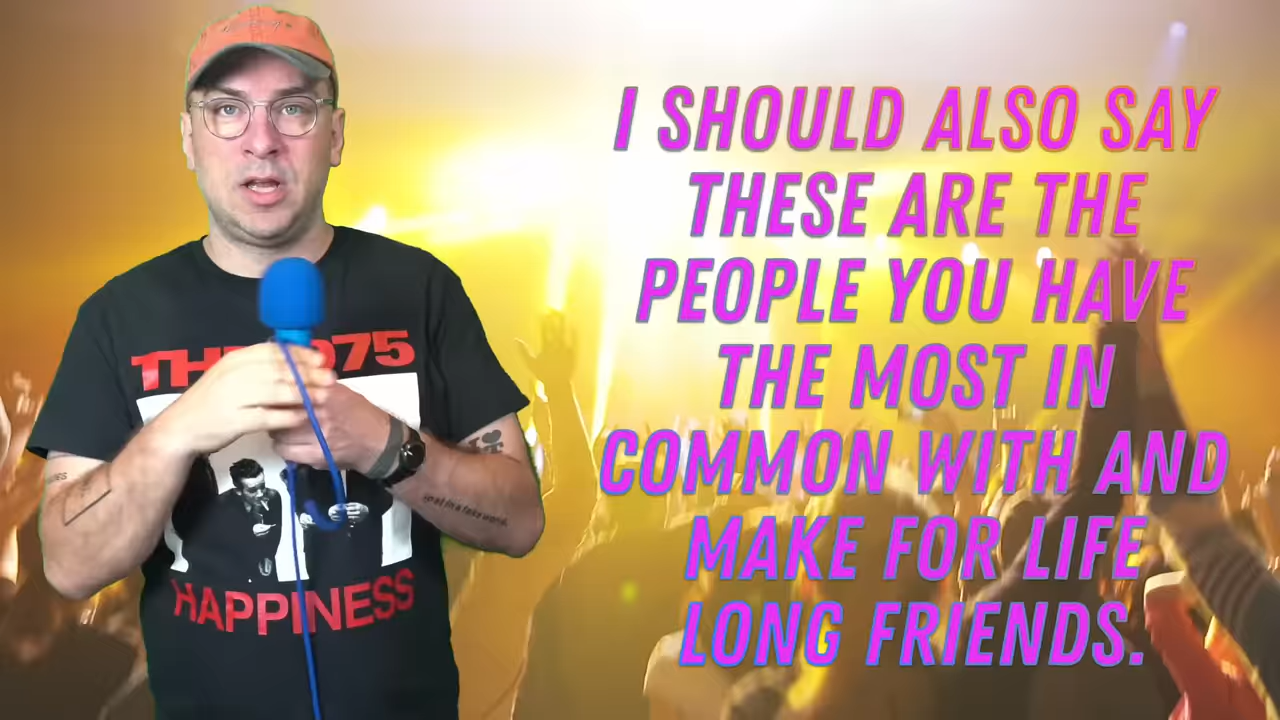 I SHOULD ALSO SAY
THESE ARE THE
PEOPLE YOU HAVE
THE MOST IN
COMMON WITH AND
MAKE FOR LIFE
LONG FRIENDS.
HAPPINESS